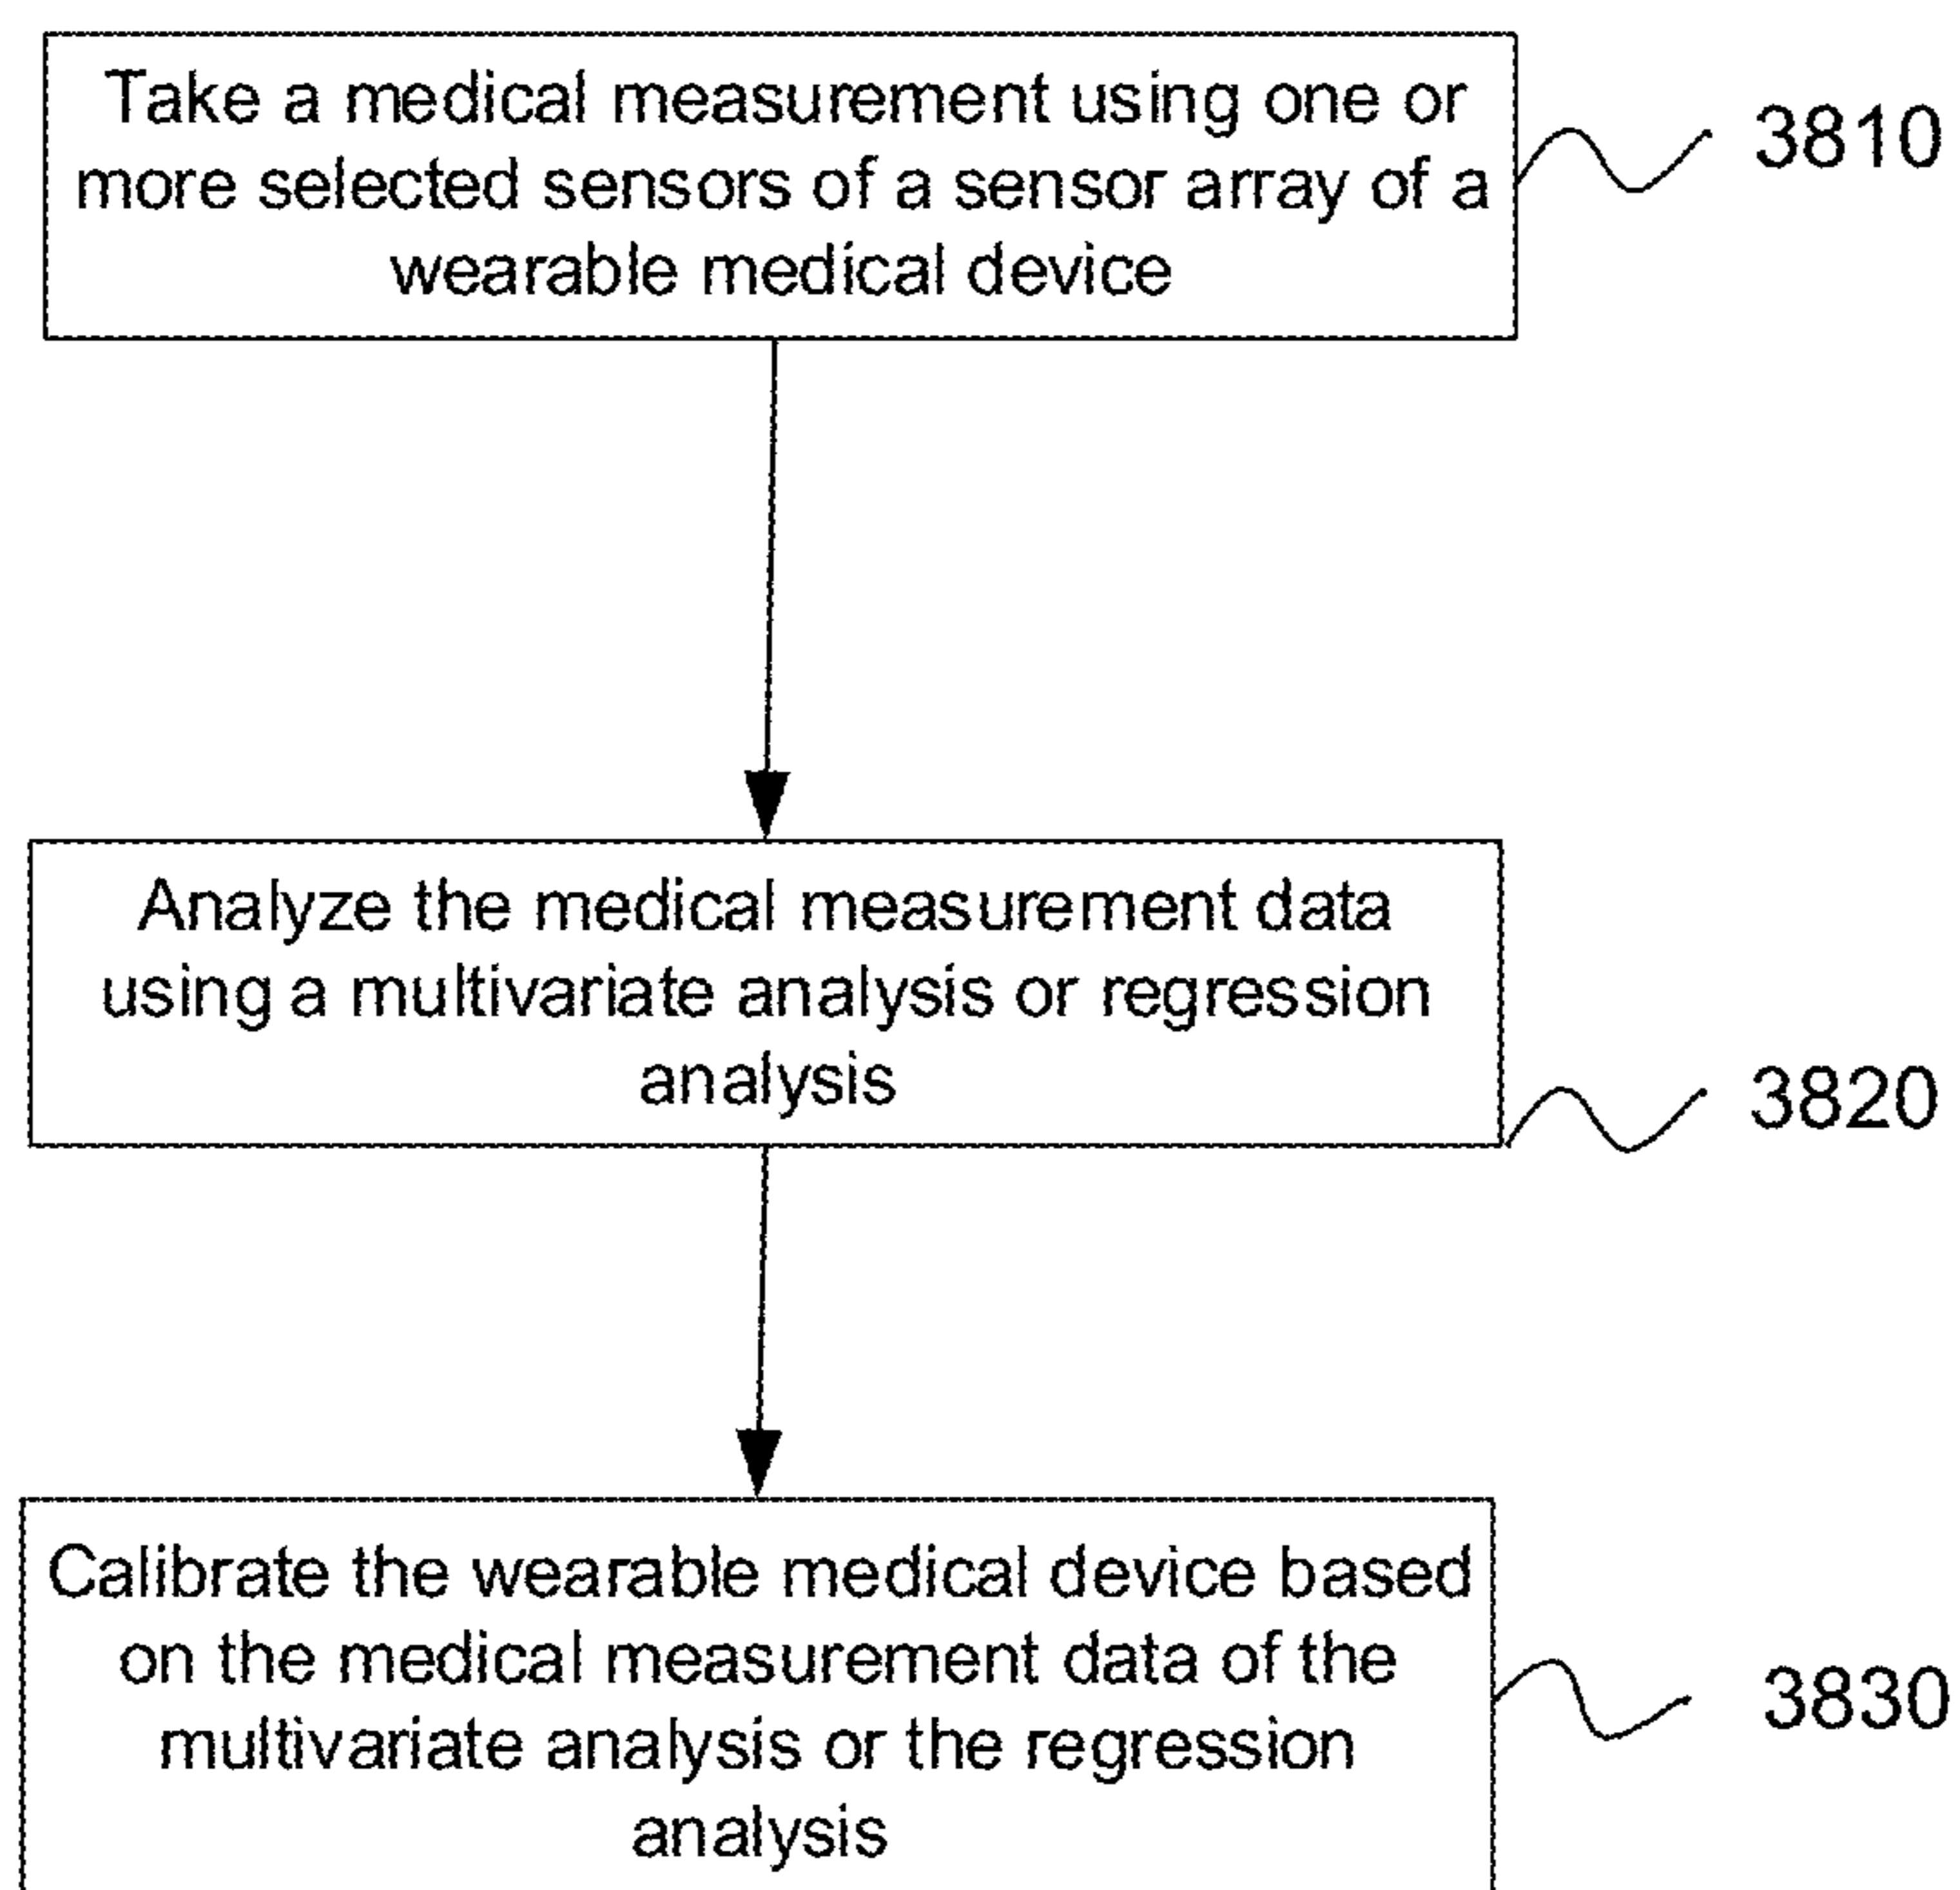 Take a medical measurement using one or
more selected sensors of a sensor array of a
wearable medical device
3810
Analyze the medical measurement data
using a multivariate analysis or regression
analysis
3820
Calibrate the wearable medical device based
on the medical measurement data of the
multivariate analysis or the regression
analysis
3830